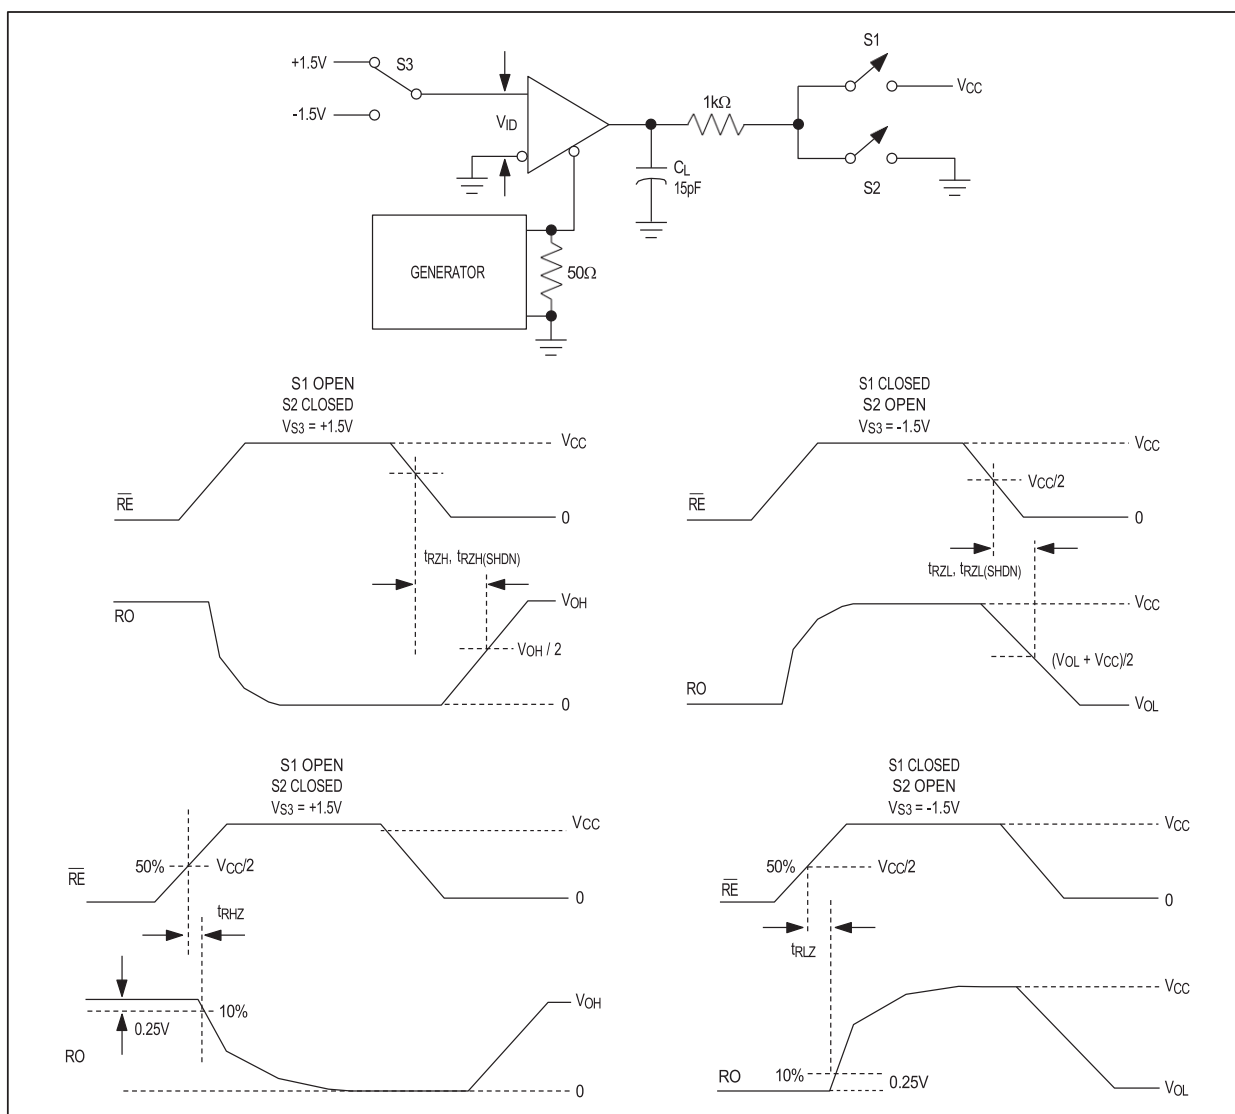 +1.5V
S3
-1.5V
VID
1kΩ
S1
VCC
S2
CL
15pF
GENERATOR
50Ω
S1 OPEN
S2 CLOSED
VS3 = +1.5V
VCC
RE
0
tRZH, tRZH(SHDN)
RO
VOH
VOH / 2
0
S1 CLOSED
S2 OPEN
VS3 = -1.5V
VCC
VCC/2
RE
0
tRZL, tRZL(SHDN)
VCC
(VOL + VCC)/2
RO
VOL
S1 OPEN
S2 CLOSED
VS3 = +1.5V
VCC
50%
VCC/2
RE
0
tRHZ
VOH
10%
0.25V
RO
0
S1 CLOSED
S2 OPEN
VS3 = -1.5V
VCC
50%
VCC/2
RE
0
tRLZ
VCC
RO
10%
0.25V
VOL